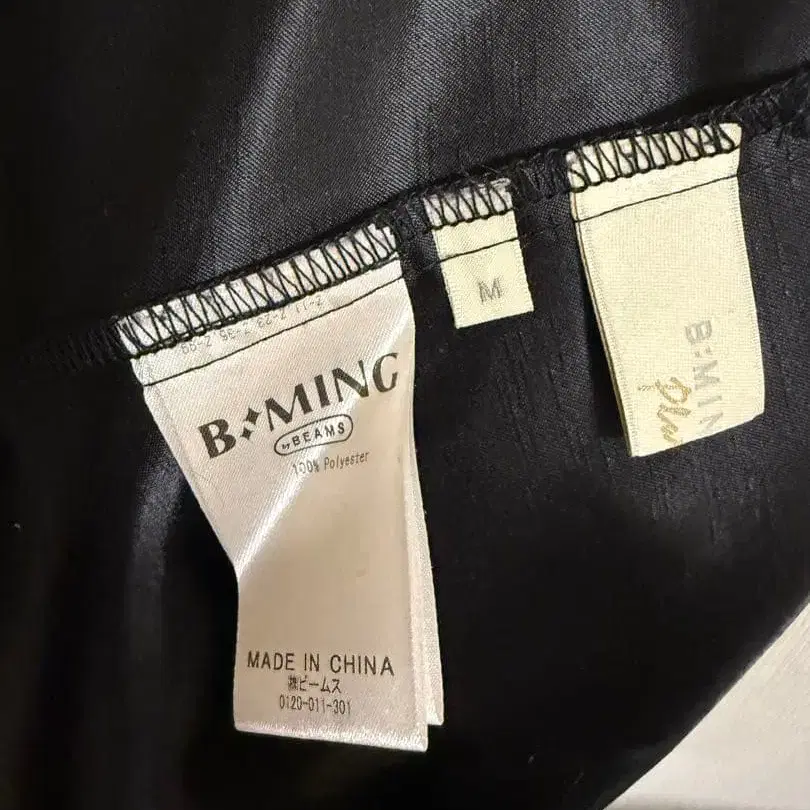 B:MING
by BEAMS
100% Polyester
MADE IN CHINA
㈱ビームス
0120-011-301
M
B:MIN